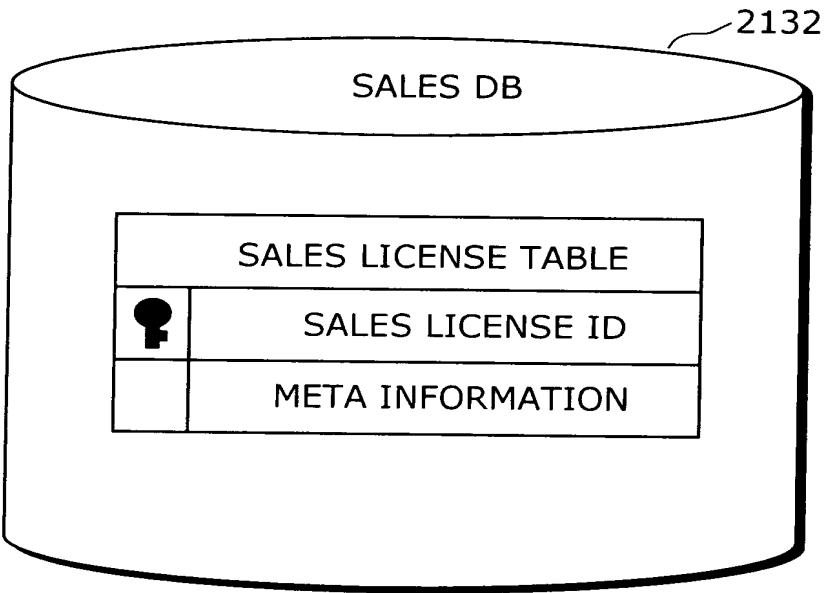 2132
SALES DB
SALES LICENSE TABLE
SALES LICENSE ID
META INFORMATION